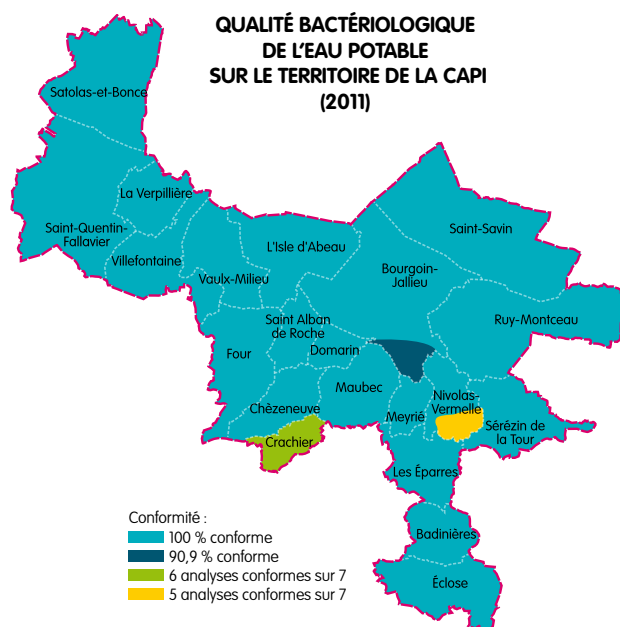 QUALITÉ BACTÉRIOLOGIQUE
DE L'EAU POTABLE
SUR LE TERRITOIRE DE LA CAPI
(2011)
Satolas-et-Bonce
La Verpillière
Saint-Quentin-
Fallavier
Villefontaine
L'Isle d'Abeau
Saint-Savin
Vaulx-Milieu
Bourgoin-
Jallieu
Saint Alban
de Roche
Ruy-Montceau
Four
Domarin
Maubec
Nivolas-
Vermelle
Chèzeneuve
Meyrié
Sérézin de
la Tour
Crachier
Les Éparres
Badinières
Éclose
Conformité :
100 % conforme
90,9 % conforme
6 analyses conformes sur 7
5 analyses conformes sur 7